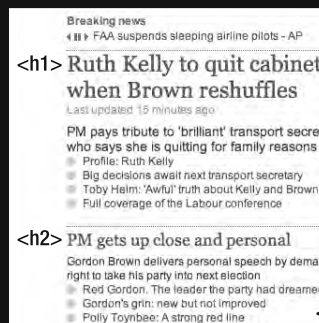 Breaking news
FAA suspends sleeping airline pilots - AP
<h1> Ruth Kelly to quit cabinet
when Brown reshuffles
Last updated 15 minutes ago
PM pays tribute to 'brilliant' transport secre
who says she is quitting for family reasons
Profile: Ruth Kelly
Big decisions await next transport secretary
Toby Helm: 'Awful' truth about Kelly and Brown
Full coverage of the Labour conference
<h2> PM gets up close and personal
Gordon Brown delivers personal speech by dema
right to take his party into next election
Red Gordon. The leader the party had dreame
Gordon's grin: new but not improved
Polly Toynbee: A strong red line